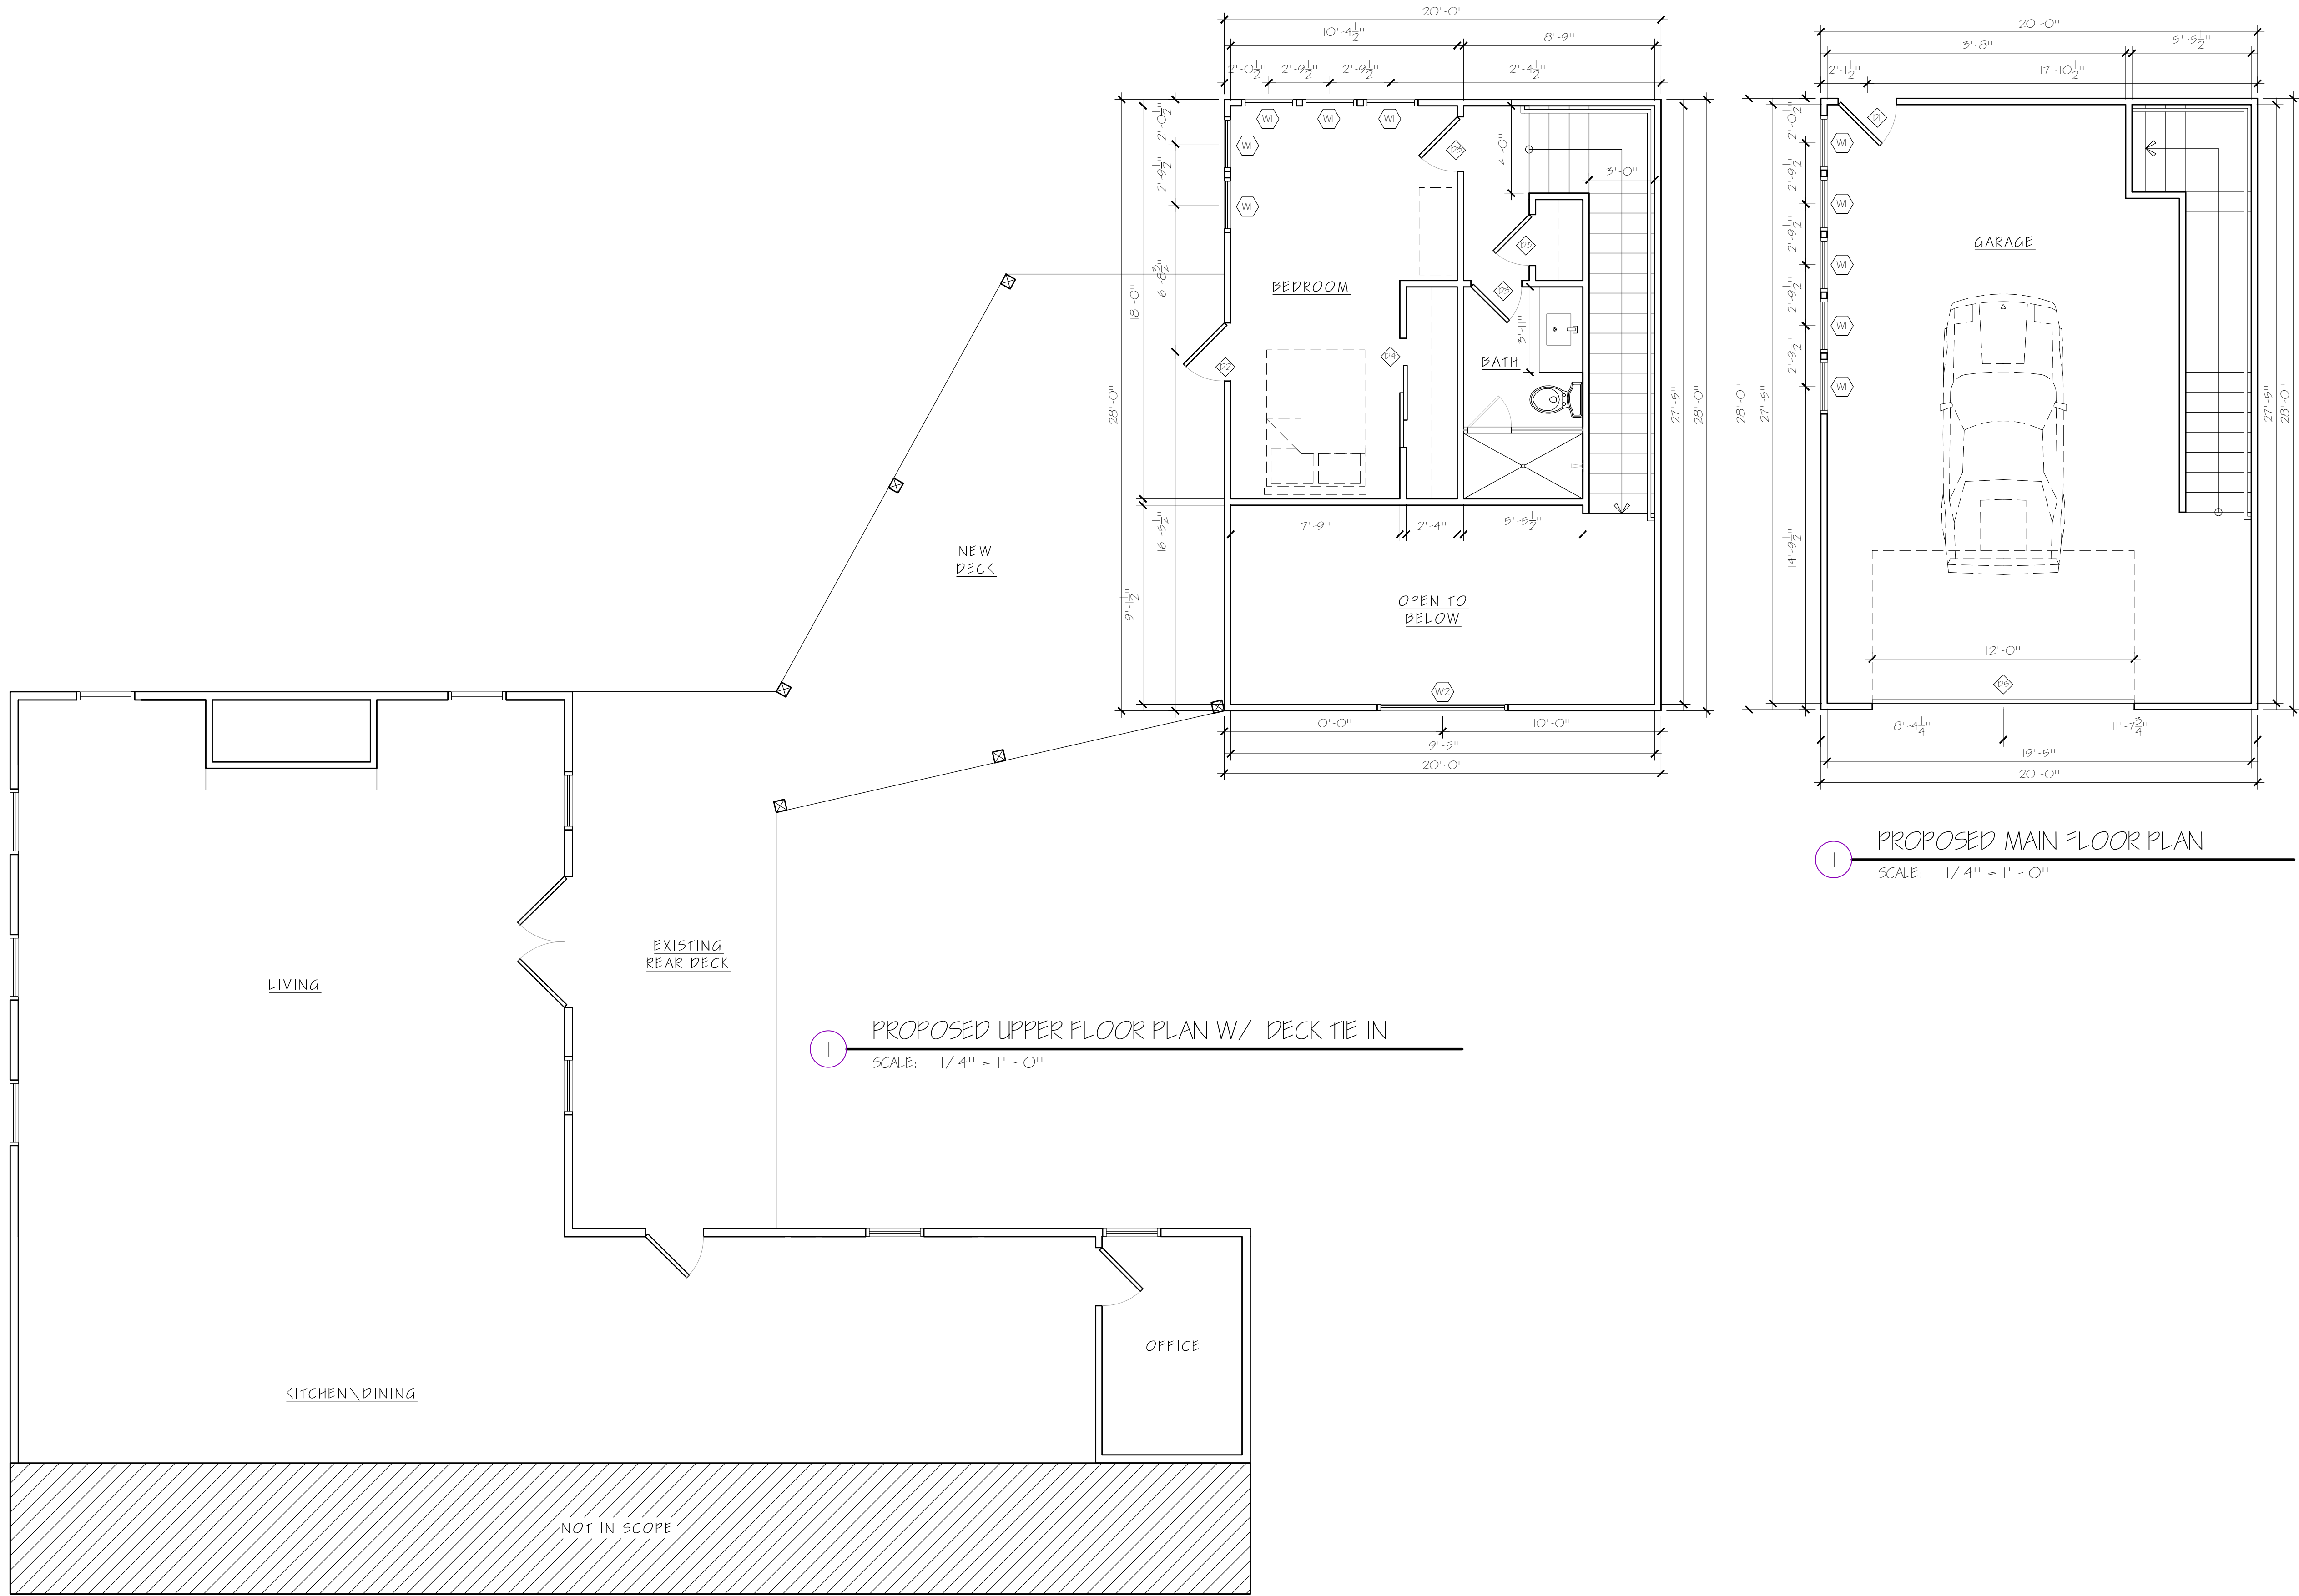 20'-0"
10'-4 1/2"
8'-9"
2'-0 1/2"
2'-9 1/2"
2'-9 1/2"
12'-4 1/2"
W1
W1
W1
W1
W1
2'-0 1/2"
2'-9 1/2"
6'-8 3/4"
16'-5 1/4"
18'-0"
9'-1 1/2"
28'-0"
D3
4'-0"
3'-0"
D3
D3
BEDROOM
D2
D4
3'-11"
BATH
27'-5"
28'-0"
7'-9"
2'-4"
5'-5 1/2"
NEW
DECK
OPEN TO
BELOW
W2
10'-0"
10'-0"
19'-5"
20'-0"
20'-0"
13'-8"
5'-5 1/2"
2'-1 1/2"
17'-10 1/2"
D1
2'-0 1/2"
2'-9 1/2"
2'-9 1/2"
2'-9 1/2"
2'-9 1/2"
14'-9 1/2"
W1
W1
W1
W1
W1
28'-0"
27'-5"
GARAGE
27'-5"
28'-0"
12'-0"
D5
8'-4 1/4"
11'-7 3/4"
19'-5"
20'-0"
1
PROPOSED MAIN FLOOR PLAN
SCALE: 1/4" = 1' - 0"
EXISTING
REAR DECK
LIVING
1
PROPOSED UPPER FLOOR PLAN W/ DECK TIE IN
SCALE: 1/4" = 1' - 0"
OFFICE
KITCHEN\DINING
NOT IN SCOPE